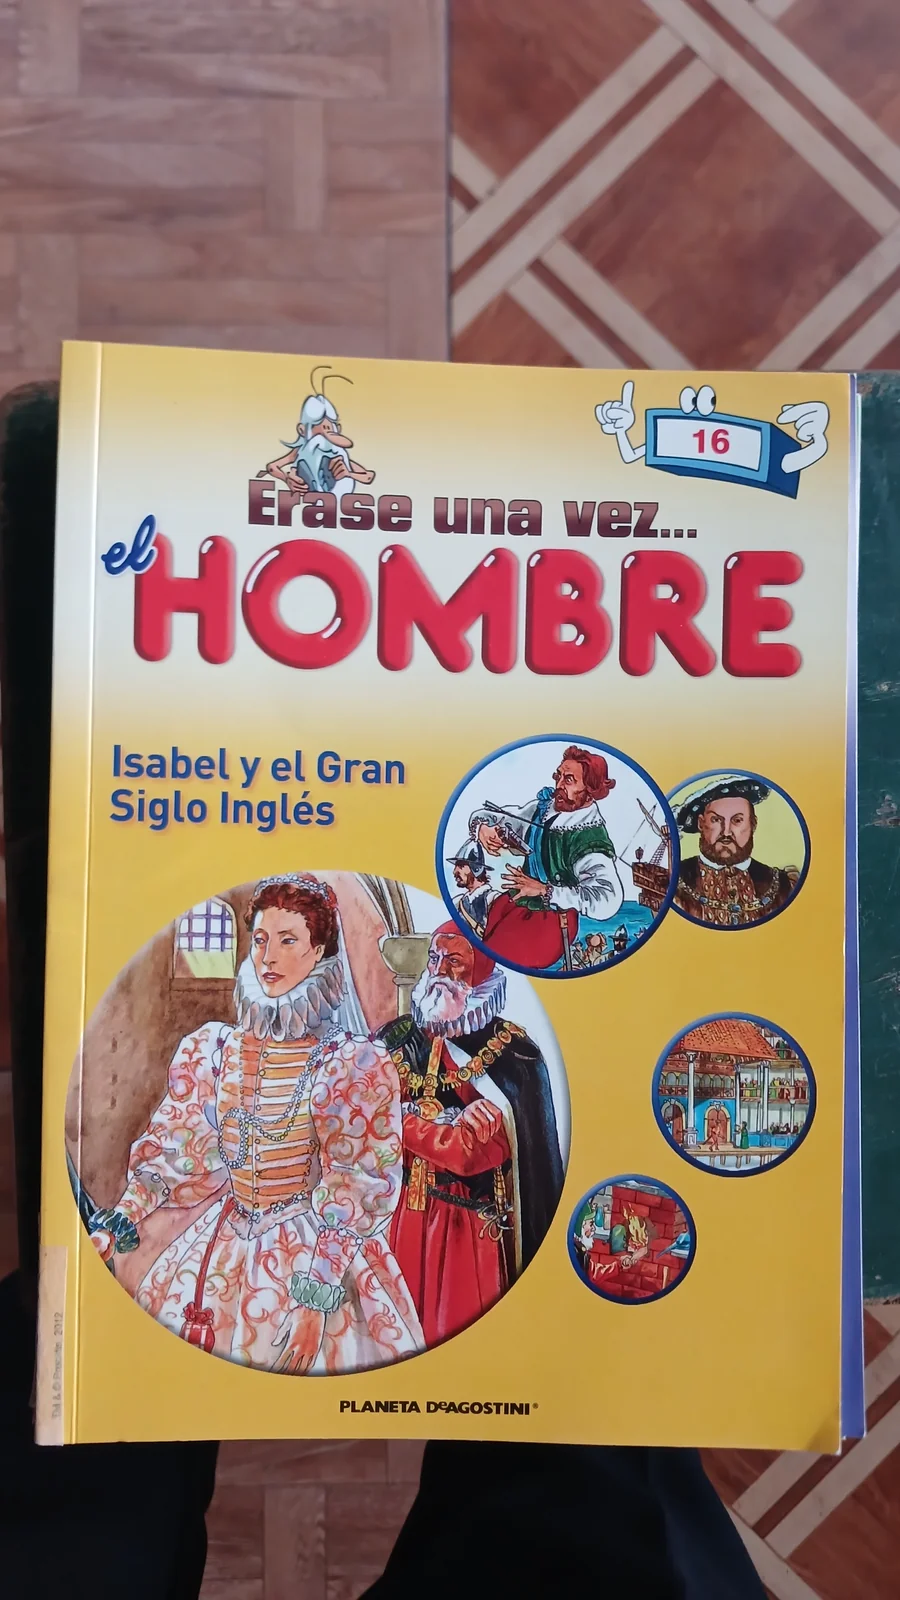 16
Érase una vez...
el
HOMBRE
Isabel y el Gran
Siglo Inglés
PLANETA DeAGOSTINI®